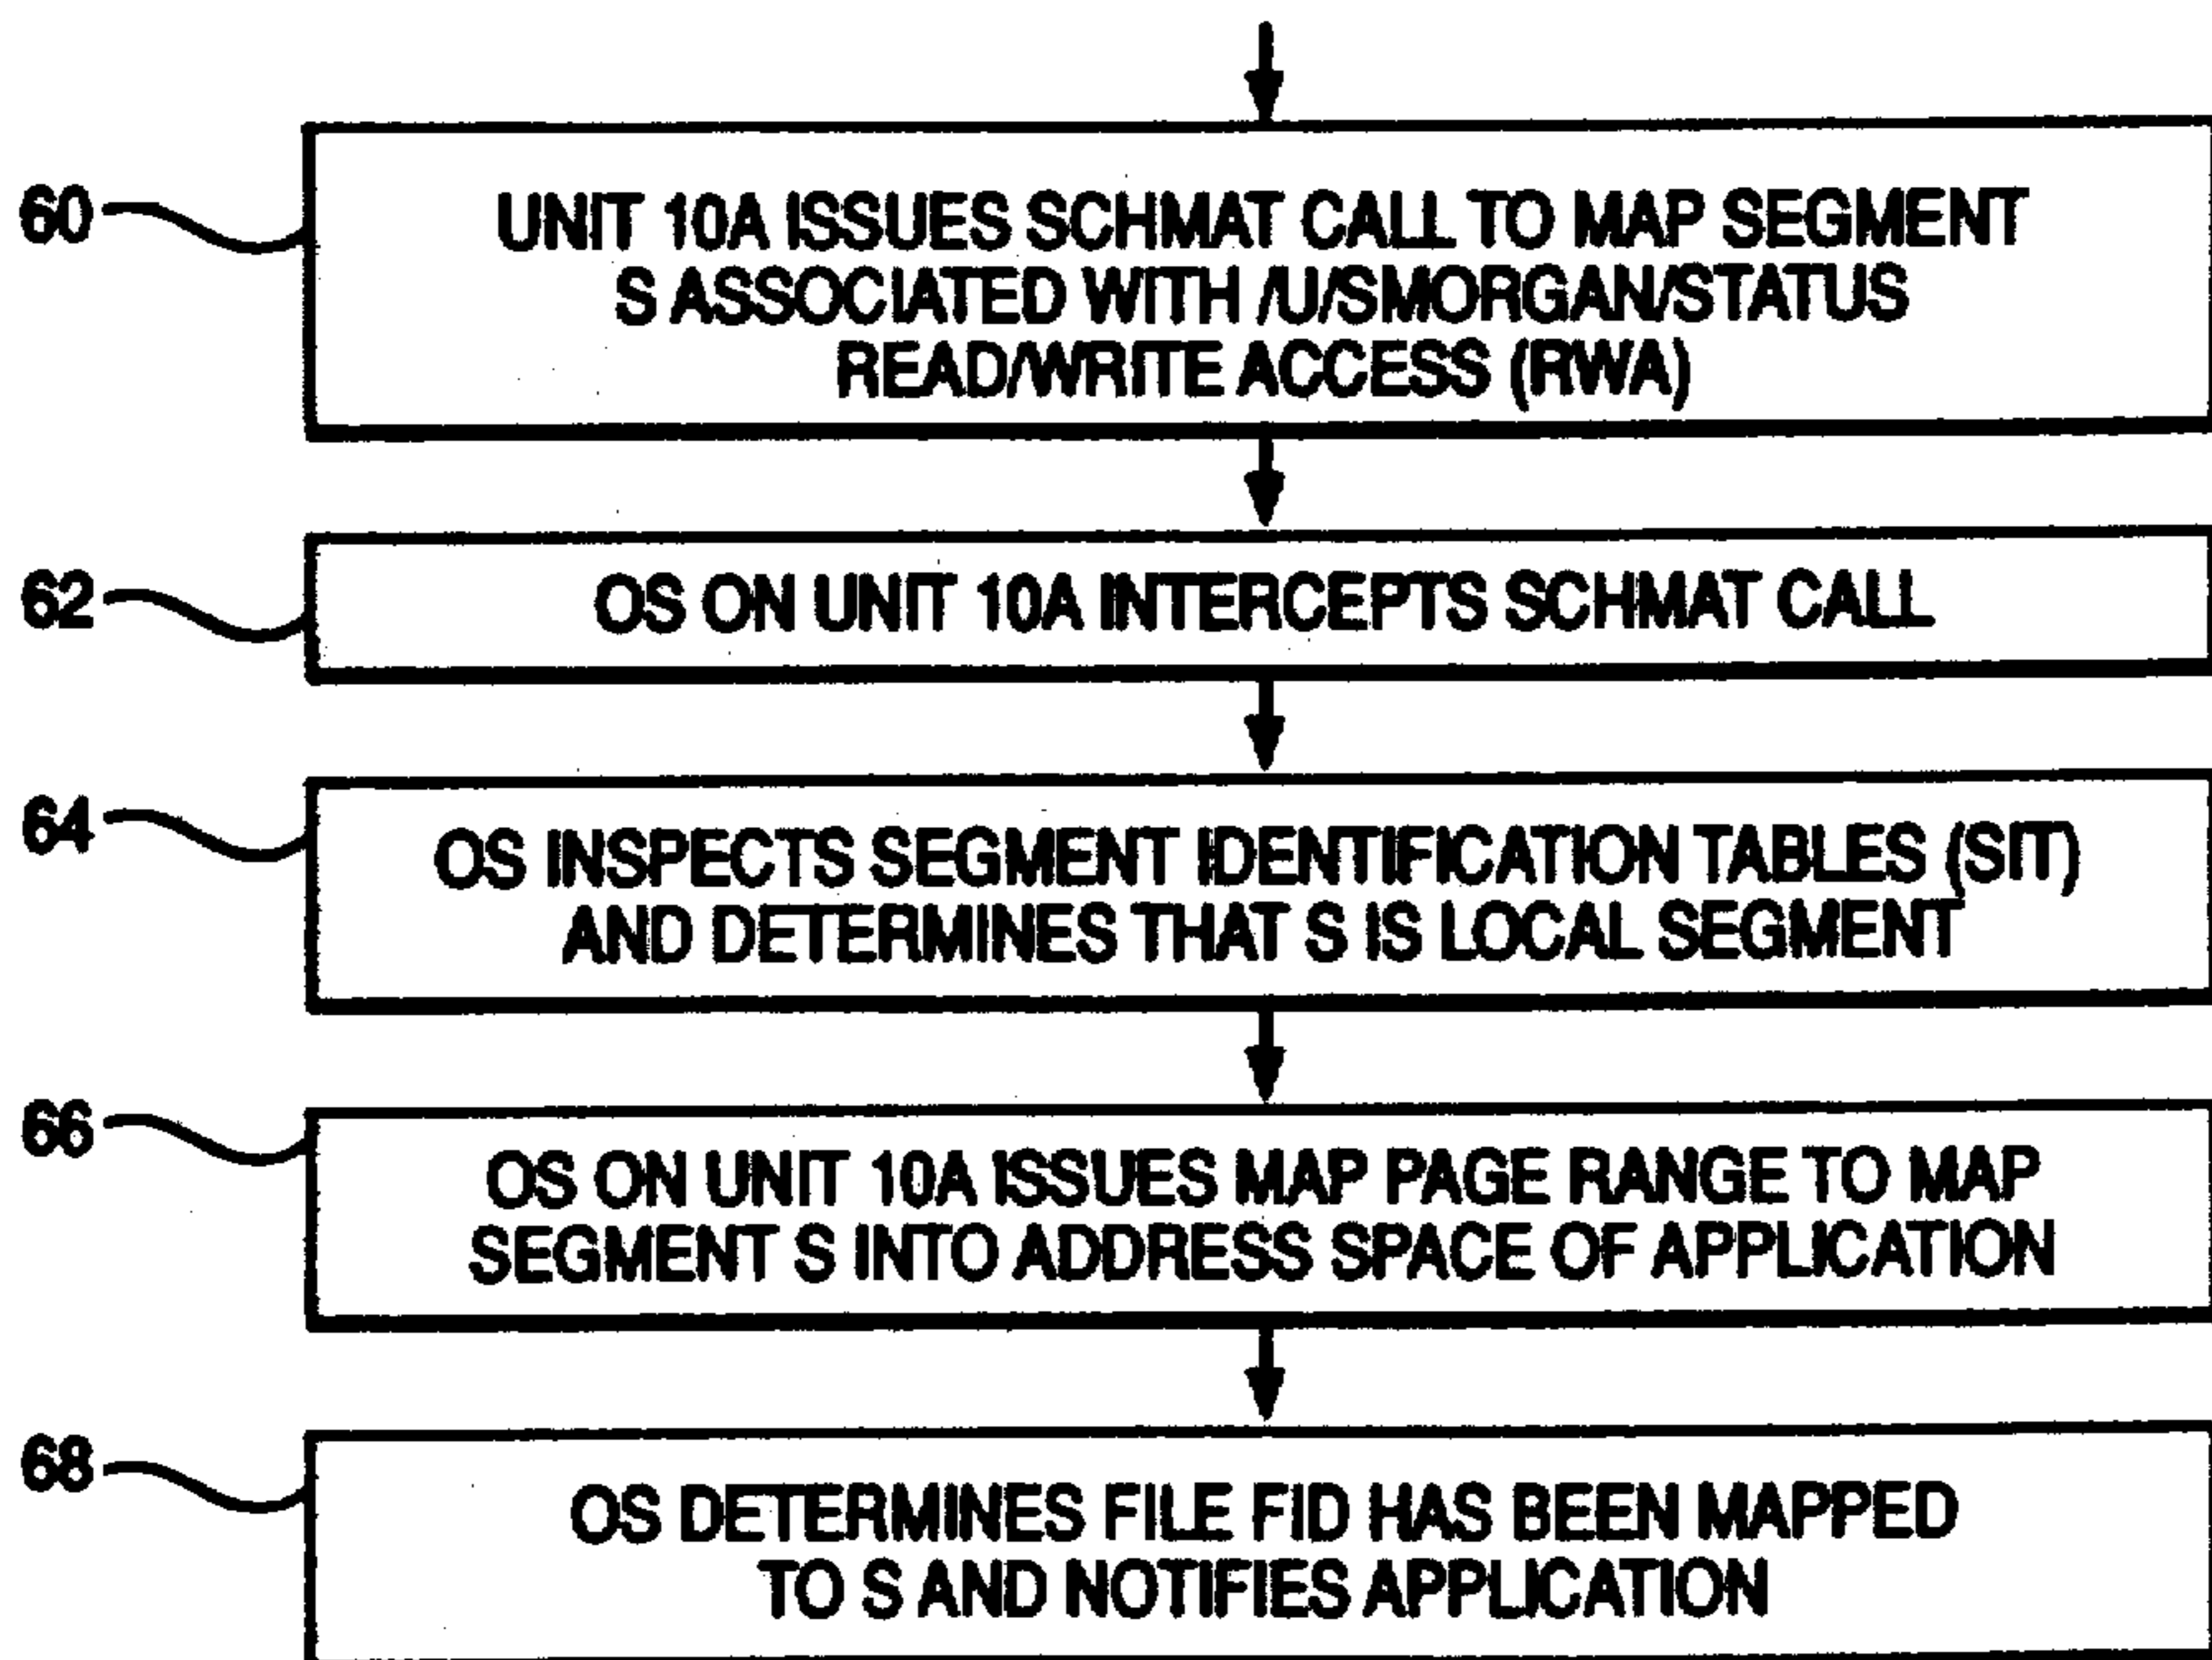 60
UNIT 10A ISSUES SCHMAT CALL TO MAP SEGMENT
S ASSOCIATED WITH /U/SMORGAN/STATUS
READ/WRITE ACCESS (RWA)
62
OS ON UNIT 10A INTERCEPTS SCHMAT CALL
64
OS INSPECTS SEGMENT IDENTIFICATION TABLES (SIT)
AND DETERMINES THAT S IS LOCAL SEGMENT
66
OS ON UNIT 10A ISSUES MAP PAGE RANGE TO MAP
SEGMENT S INTO ADDRESS SPACE OF APPLICATION
68
OS DETERMINES FILE FID HAS BEEN MAPPED
TO S AND NOTIFIES APPLICATION